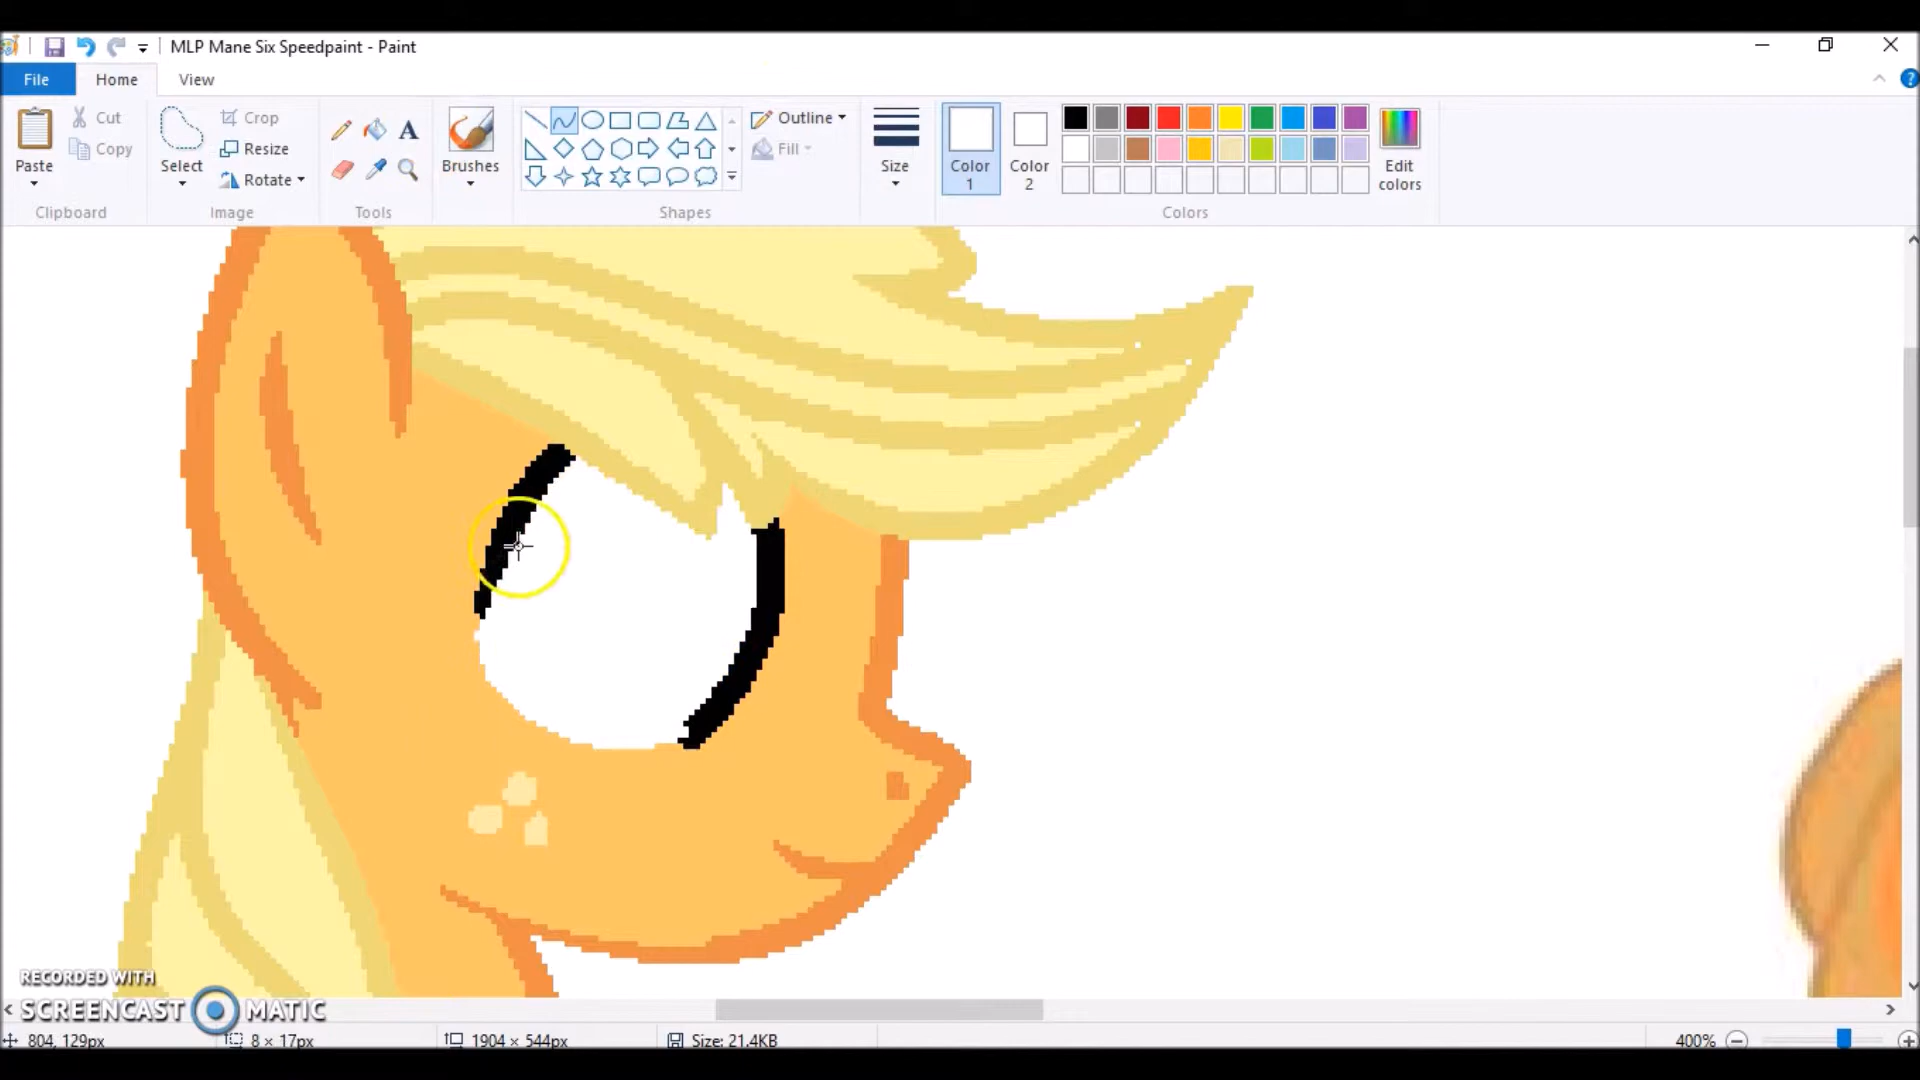 MLP Mane Six Speedpaint - Paint
File Home View
Paste
Cut
Copy
Clipboard
Select
Crop
Resize
Rotate
Image
A
Tools
Brushes
Outline
Fill
Shapes
Size
Color
1
Color
2
Edit
colors
Colors
?
RECORDED WITH
SCREENCAST MATIC
804, 129px
8 × 17px
1904 × 544px
Size: 21.4KB
400%